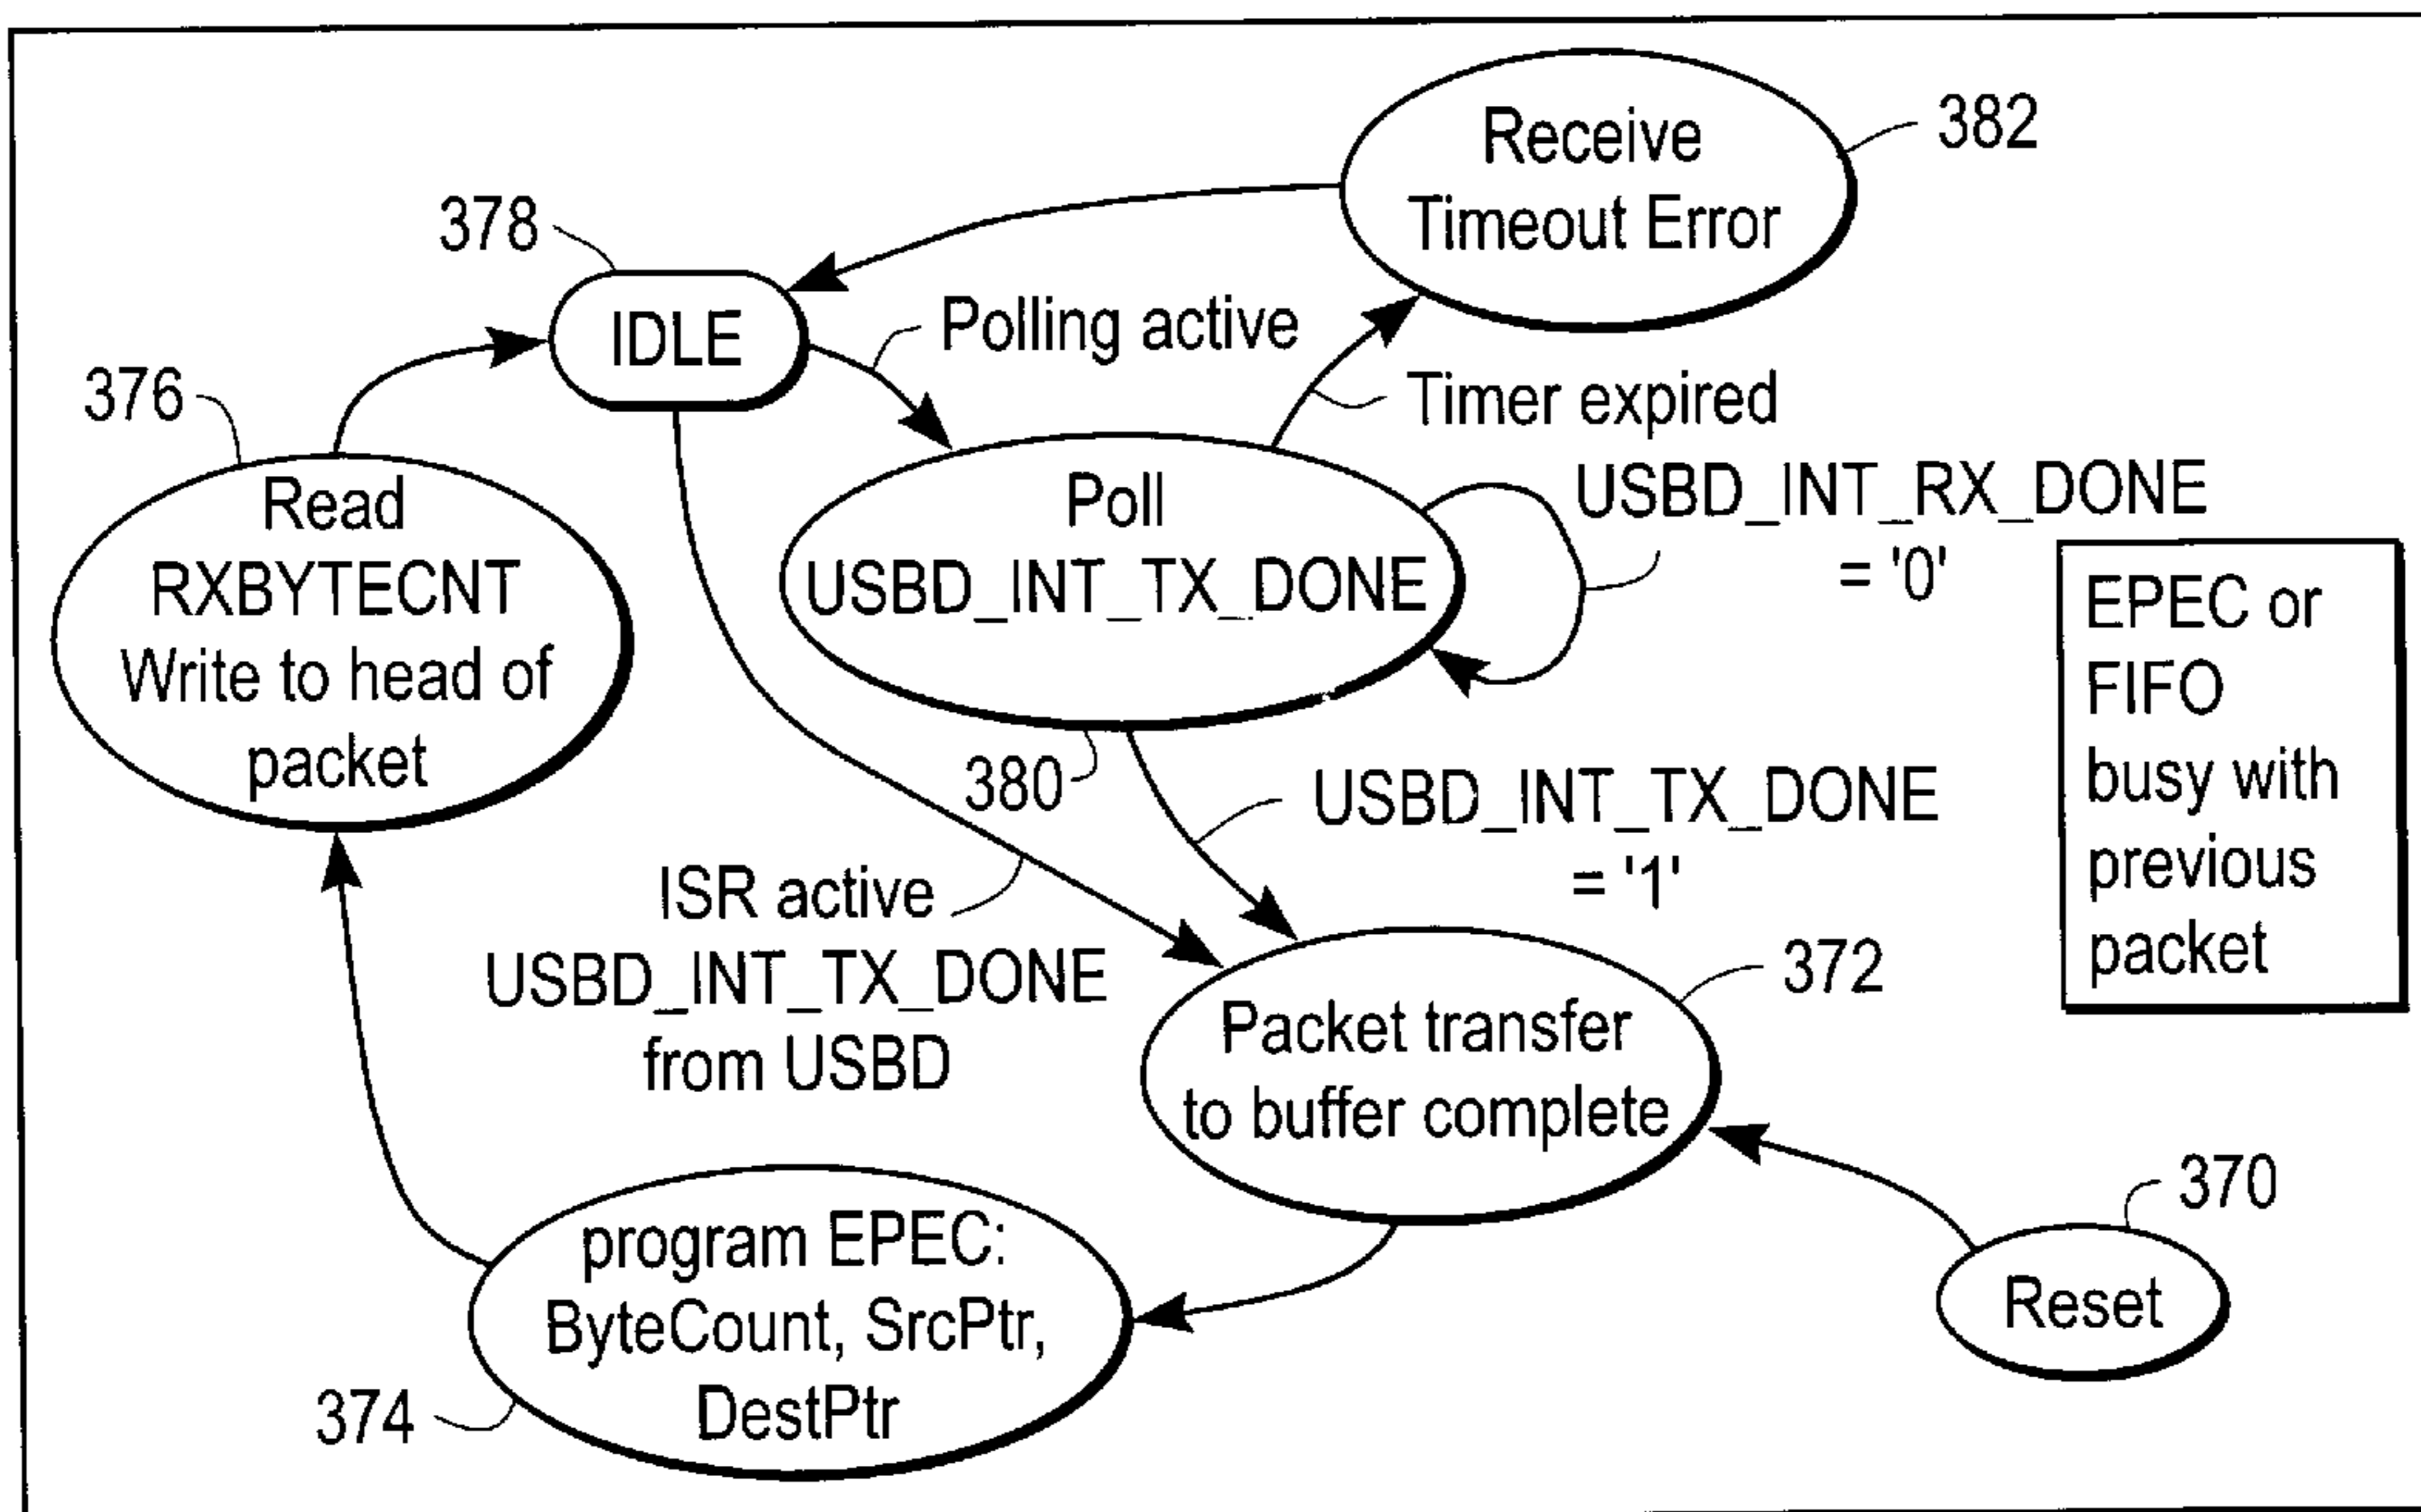 Receive
Timeout Error
382
378
IDLE
Polling active
Timer expired
376
Read
RXBYTECNT
Write to head of
packet
Poll
USBD_INT_TX_DONE
USBD_INT_RX_DONE
= '0'
EPEC or
FIFO
busy with
previous
packet
380
USBD_INT_TX_DONE
= '1'
ISR active
USBD_INT_TX_DONE
from USBD
372
Packet transfer
to buffer complete
370
Reset
program EPEC:
ByteCount, SrcPtr,
DestPtr
374